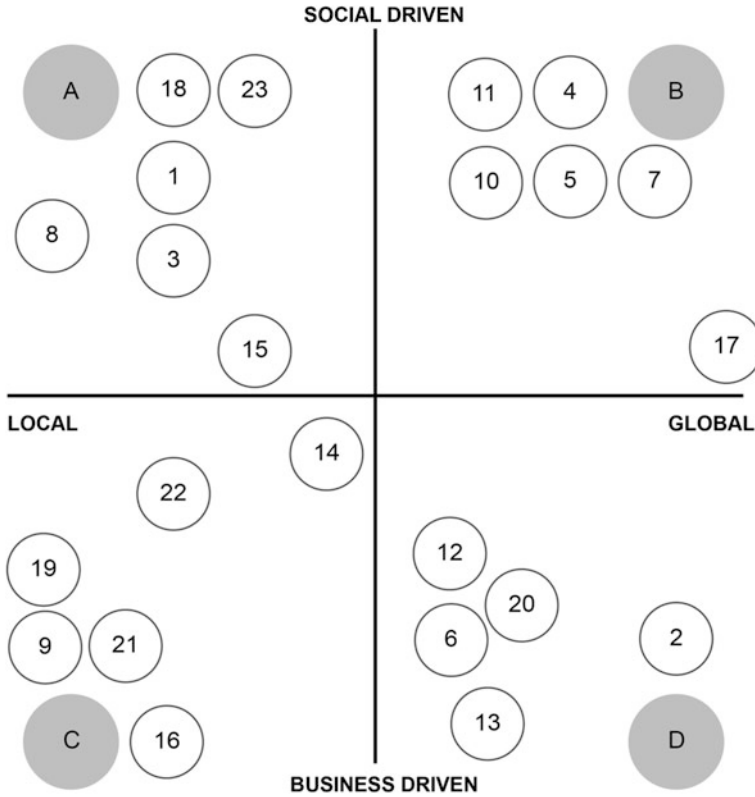 SOCIAL DRIVEN
A 18 23 11 4 B
1 10 5 7
8 3
15 17
LOCAL GLOBAL
14
22
19 12
20
9 21 6 2
C 16 13 D
BUSINESS DRIVEN